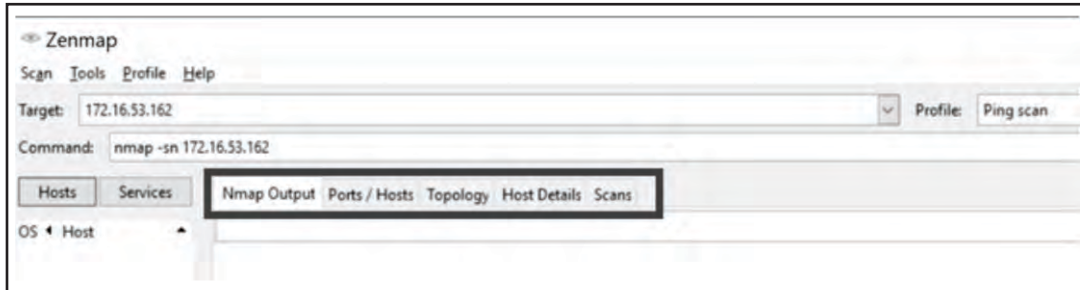 Zenmap
Scan Tools Profile Help
Target: 172.16.53.162 Profile: Ping scan
Command: nmap -sn 172.16.53.162
Hosts Services Nmap Output Ports / Hosts Topology Host Details Scans
OS Host